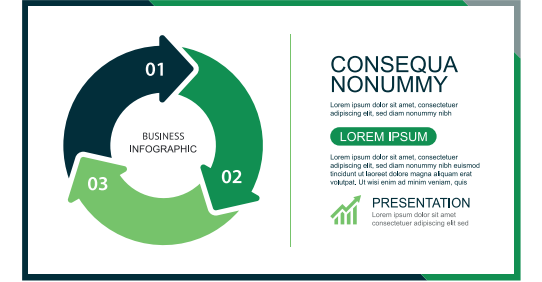 01
02
03
BUSINESS
INFOGRAPHIC
CONSEQUA
NONUMMY
Lorem ipsum dolor sit amet, consectetuer
adipiscing elit, sed diam nonummy nibh
LOREM IPSUM
Lorem ipsum dolor sit amet, consectetuer
adipiscing elit, sed diam nonummy nibh euismod
tincidunt ut laoreet dolore magna aliquam erat
volutpat, Ut wisi enim ad minim veniam, quis
PRESENTATION
Lorem ipsum dolor sit amet
consectetuer adipiscing elit sed